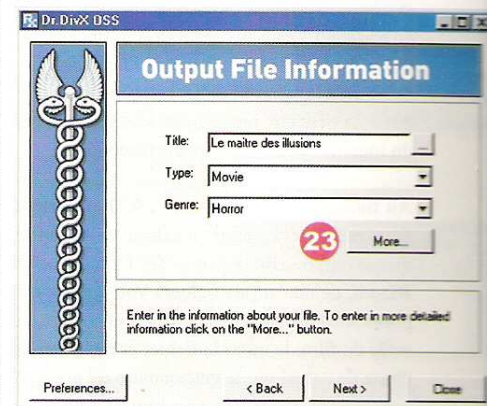 Dr.DivX OSS
Output File Information
Title: Le maitre des illusions ...
Type: Movie
Genre: Horror
23 More...
Enter in the information about your file. To enter in more detailed
information click on the "More..." button.
Preferences... < Back Next > Close